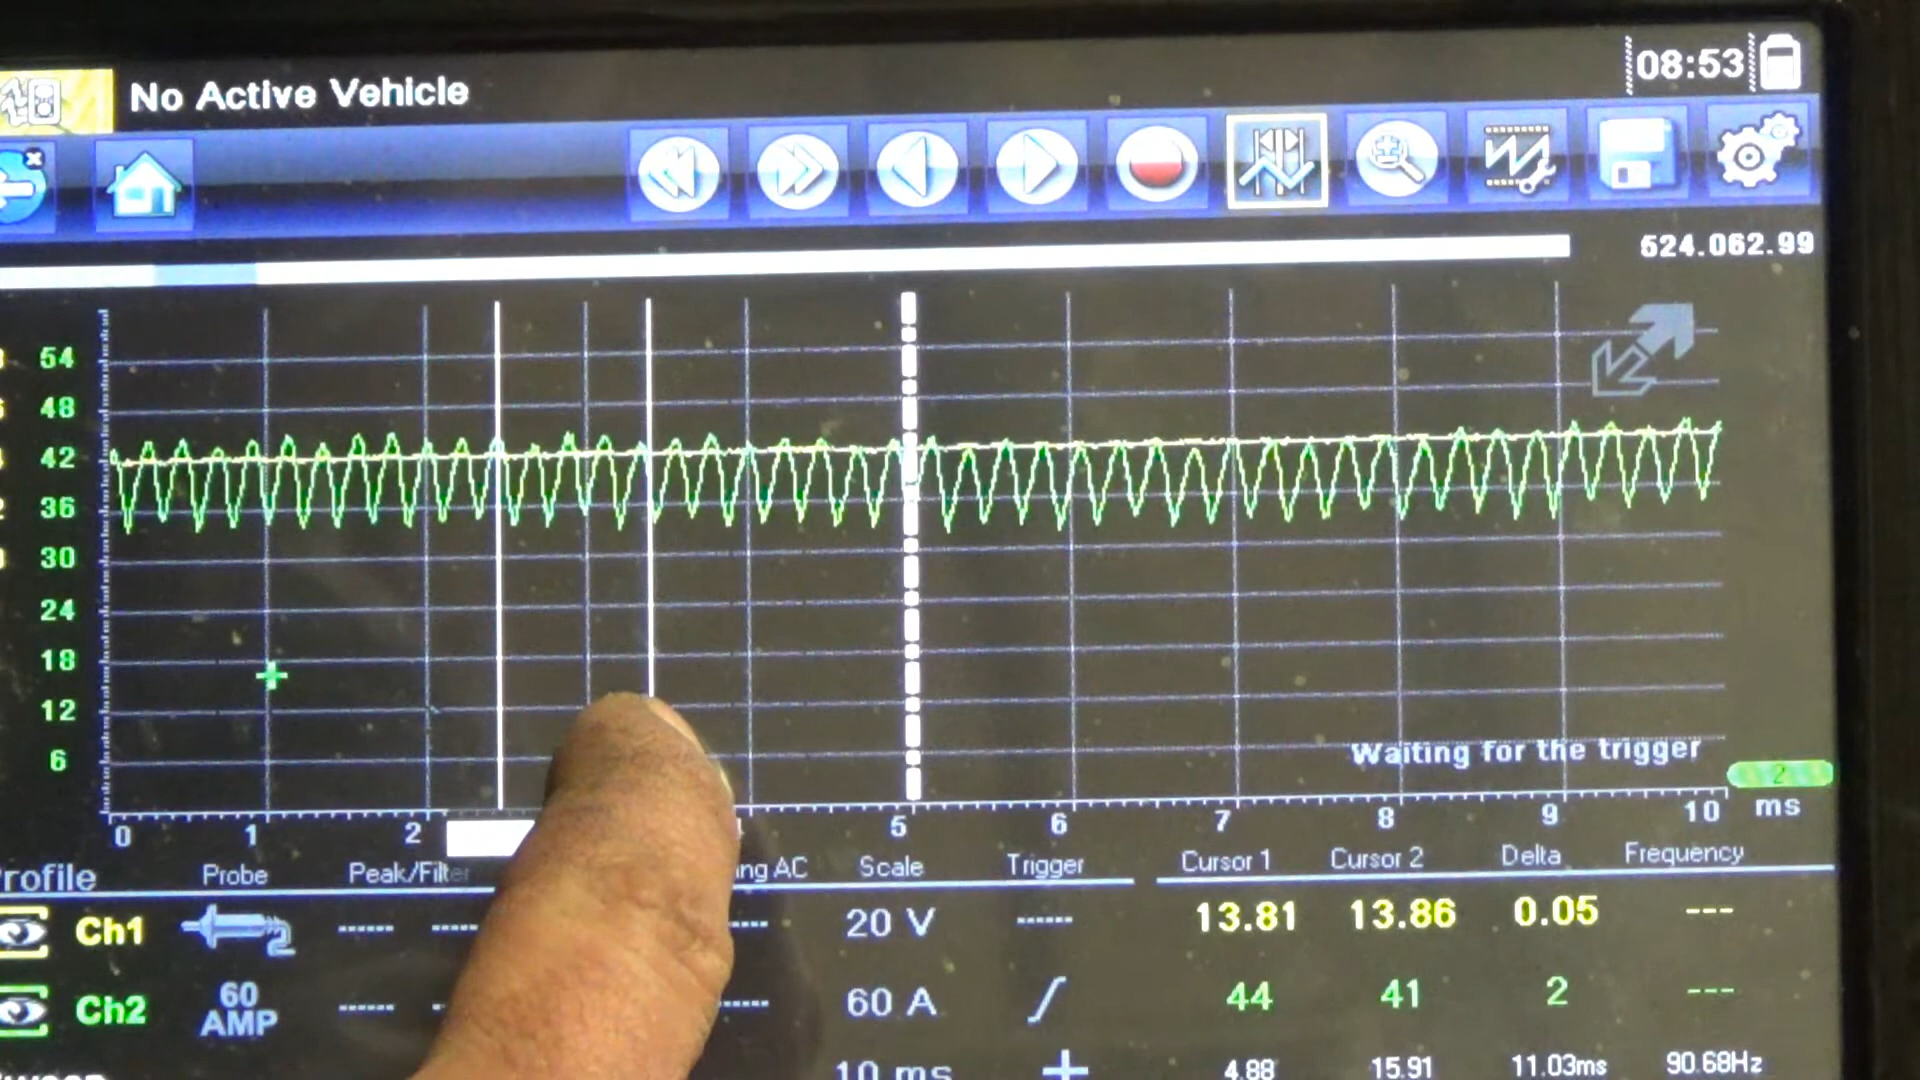 08:53
No Active Vehicle
524.062.99
54
48
42
36
30
24
18
12
6
Waiting for the trigger
2
0 1 2 5 6 7 8 9 10 ms
Probe Peak/Filter AC Scale Trigger Cursor 1 Cursor 2 Delta Frequency
Ch1 ----- ---- ---- 20 V ----- 13.81 13.86 0.05 ---
Ch2 60 AMP ----- ----- 60 A 44 41 2 ---
10 ms 4.88 15.91 11.03ms 90.68Hz